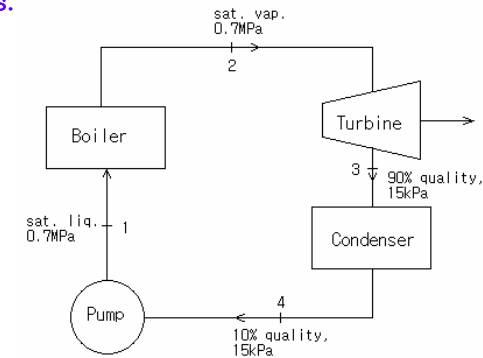 s.
sat. vap.
0.7MPa
2
Boiler
Turbine
3
90% quality,
15kPa
sat. liq.
0.7MPa
1
Condenser
Pump
4
10% quality,
15kPa